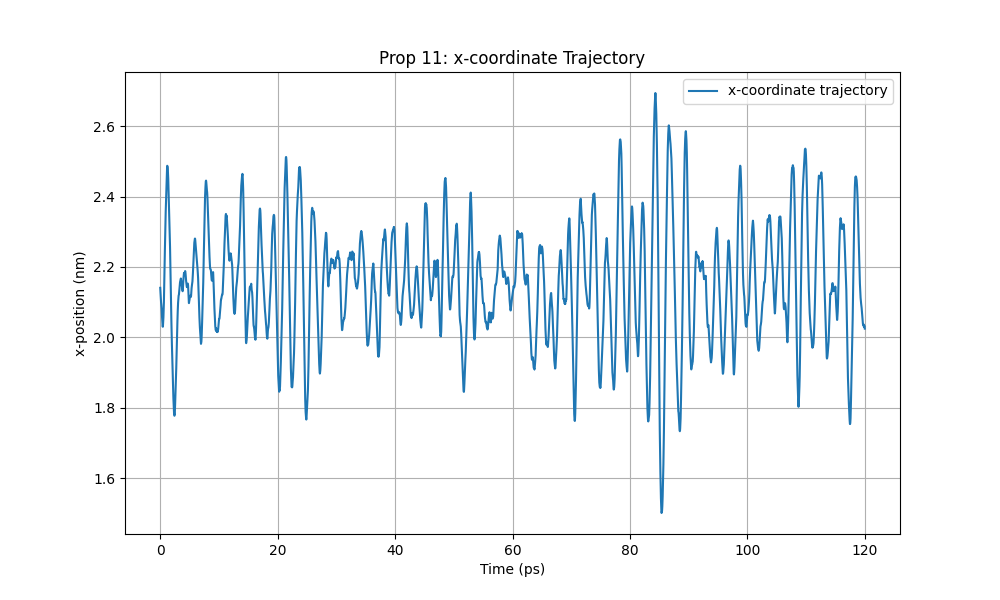 Prop 11: x-coordinate Trajectory
x-coordinate trajectory
x-position (nm)
2.6
2.4
2.2
2.0
1.8
1.6
0 20 40 60 80 100 120
Time (ps)